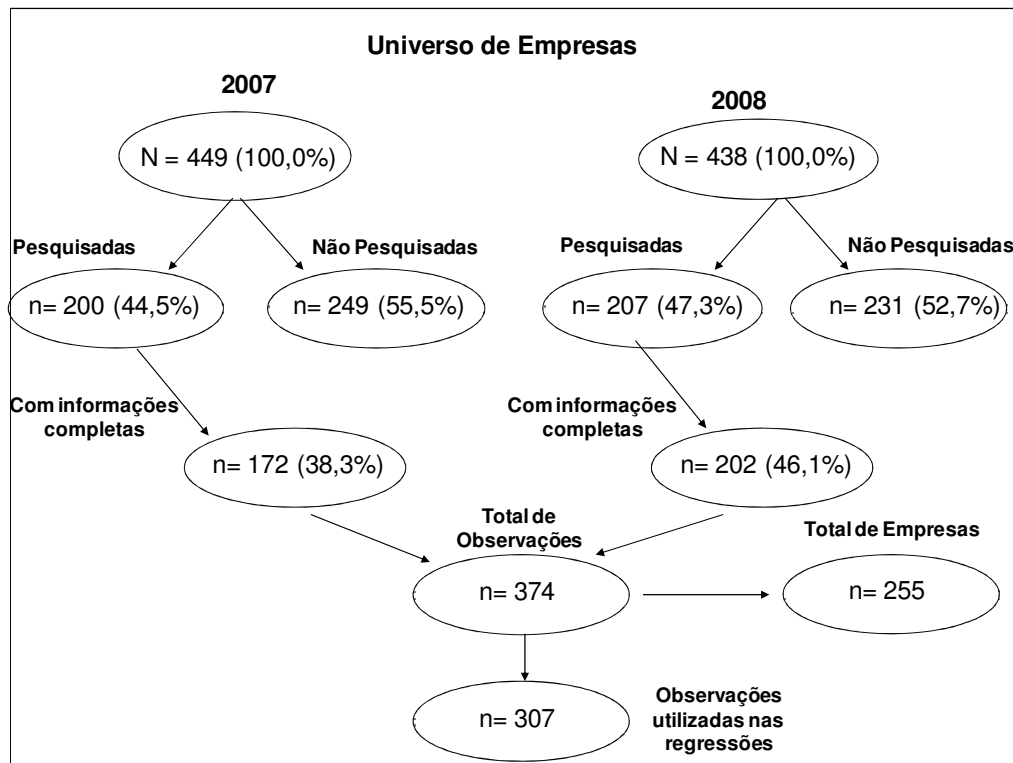 Universo de Empresas
2007
2008
N = 449 (100,0%)
N = 438 (100,0%)
Pesquisadas
Não Pesquisadas
Pesquisadas
Não Pesquisadas
n= 200 (44,5%)
n= 249 (55,5%)
n= 207 (47,3%)
n= 231 (52,7%)
Com informações
completas
Com informações
completas
n= 172 (38,3%)
n= 202 (46,1%)
Total de
Observações
Total de Empresas
n= 374
n= 255
n= 307
Observações
utilizadas nas
regressões